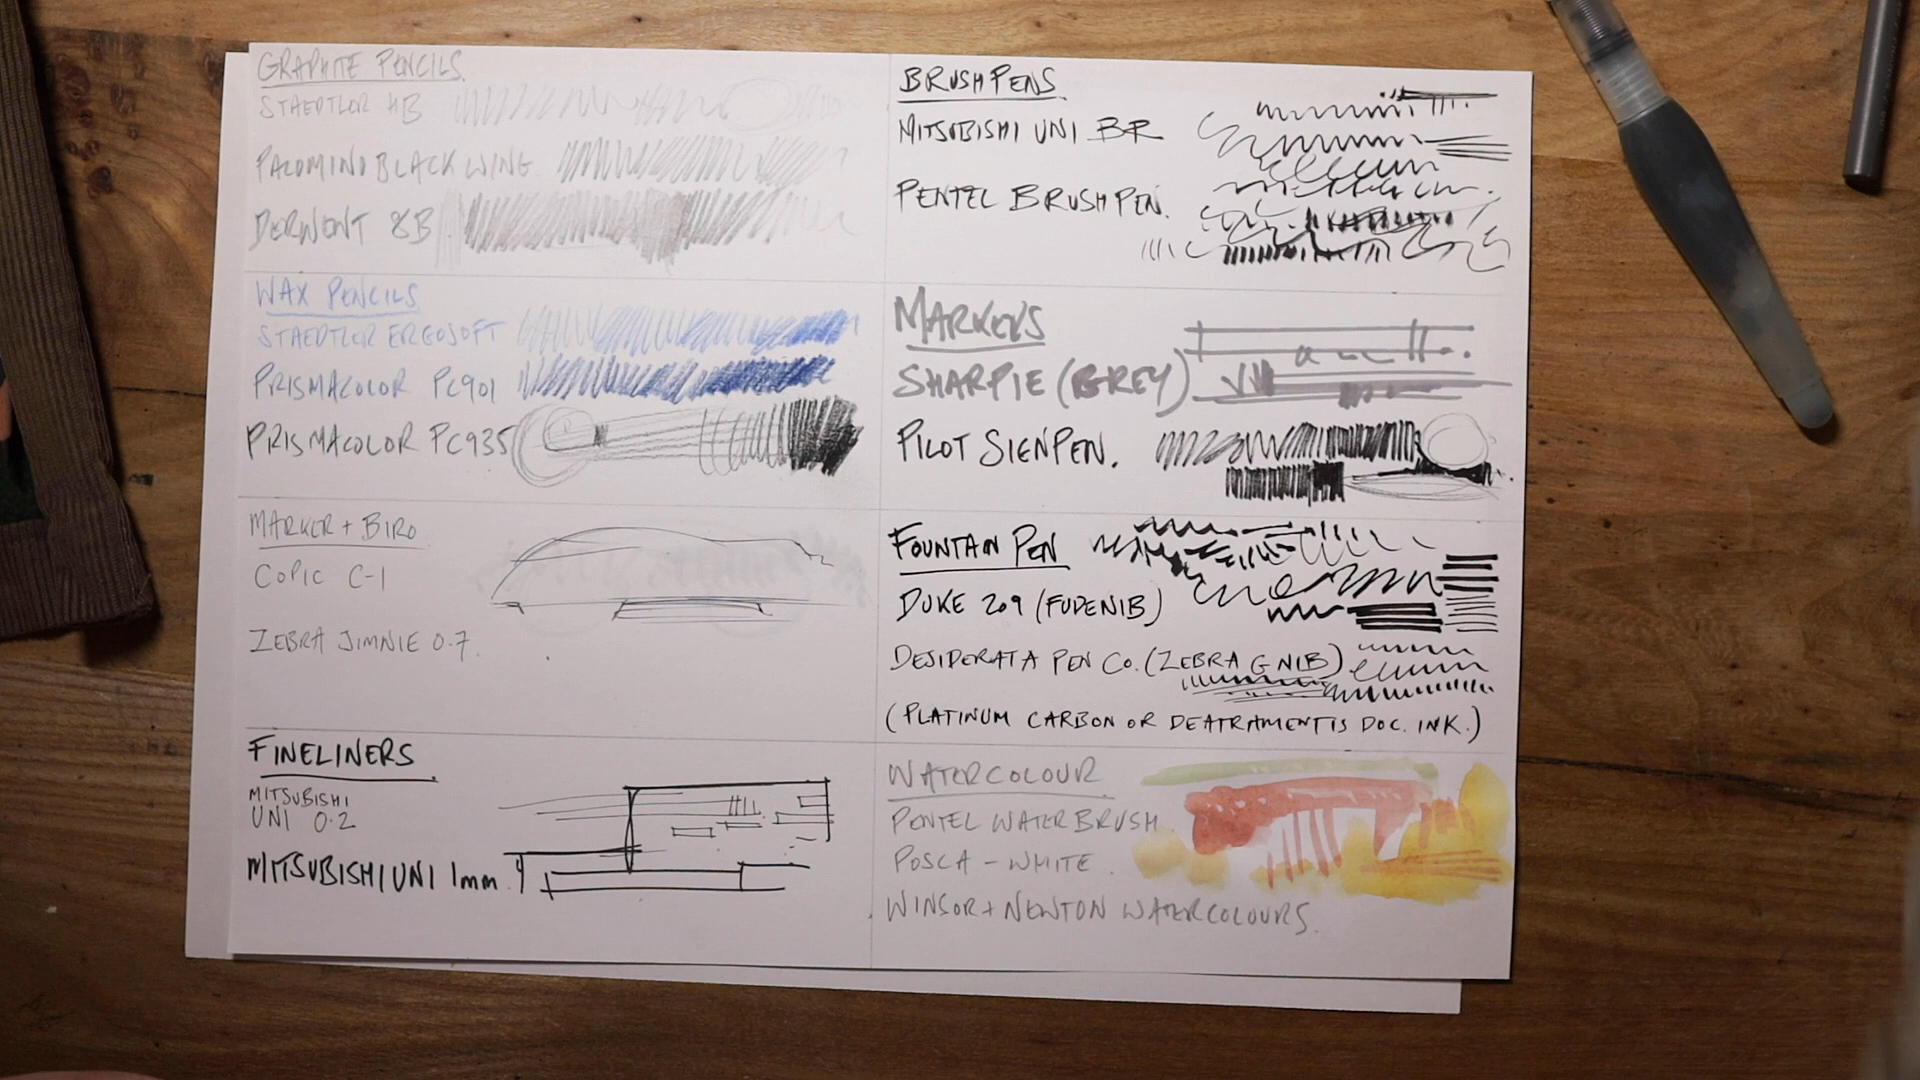 GRAPHITE PENCILS
STAEDTLER HB
PALOMINO BLACKWING
DERWENT 8B
WAX PENCILS
STAEDTLER ERGOSOFT
PRISMACOLOR PC901
PRISMACOLOR PC935
MARKER + BIRO
COPIC C-1
ZEBRA JIMNIE 0.7.
FINELINERS
MITSUBISHI
UNI 0.2
MITSUBISHI UNI 1mm.
BRUSH PENS
MITSUBISHI UNI BR
PENTEL BRUSH PEN.
MARKERS
SHARPIE (GREY)
PILOT SIGNPEN.
FOUNTAIN PEN
DUKE 209 (FUDENIB)
DESIDERATA PEN CO. (ZEBRA G NIB)
(PLATINUM CARBON OR DEATRAMENTIS DOC. INK.)
WATERCOLOUR
PENTEL WATERBRUSH
POSCA - WHITE.
WINSOR + NEWTON WATERCOLOURS.